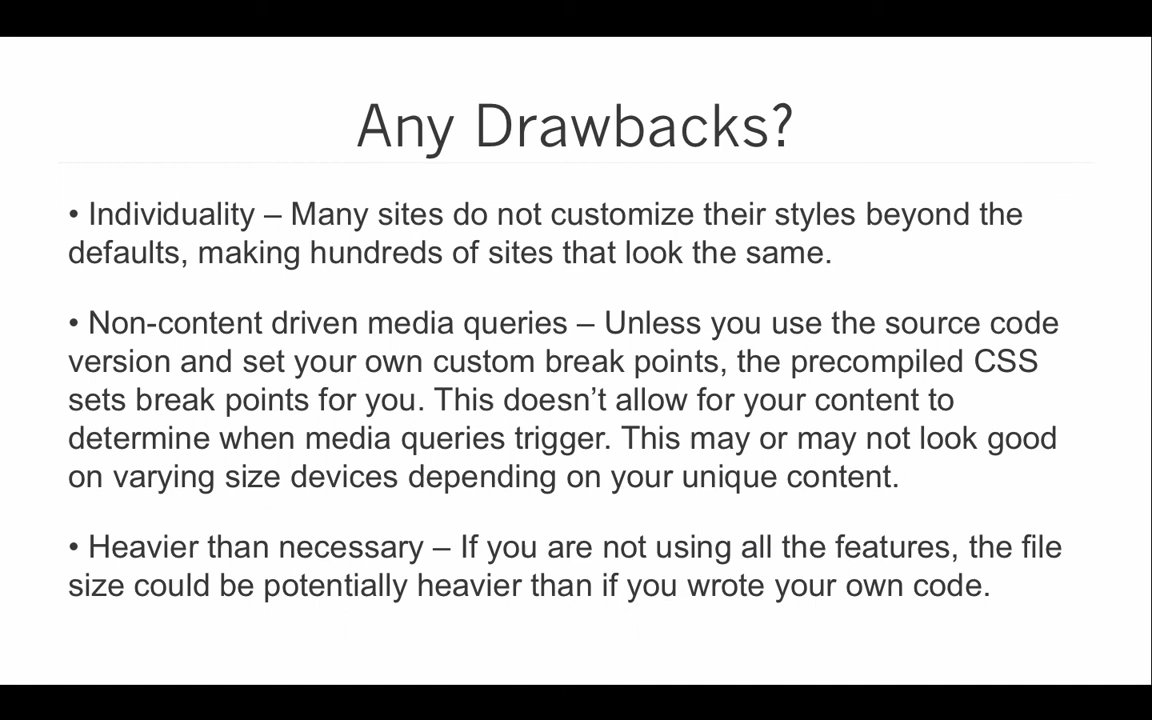 Any Drawbacks?
• Individuality – Many sites do not customize their styles beyond the
defaults, making hundreds of sites that look the same.
• Non-content driven media queries – Unless you use the source code
version and set your own custom break points, the precompiled CSS
sets break points for you. This doesn’t allow for your content to
determine when media queries trigger. This may or may not look good
on varying size devices depending on your unique content.
• Heavier than necessary – If you are not using all the features, the file
size could be potentially heavier than if you wrote your own code.